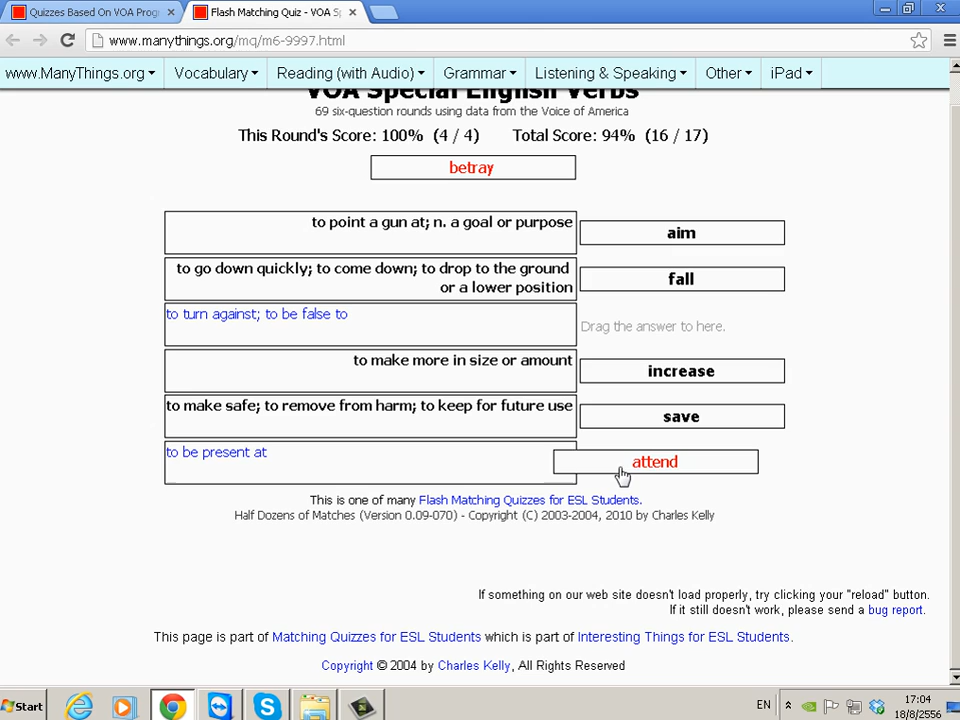 Quizzes Based On VOA Prog
Flash Matching Quiz - VOA Sp
www.manythings.org/mq/m6-9997.html
www.ManyThings.org Vocabulary Reading (with Audio) Grammar Listening & Speaking Other iPad
VOA Special English Verbs
69 six-question rounds using data from the Voice of America
This Round's Score: 100% (4 / 4) Total Score: 94% (16 / 17)
betray
to point a gun at; n. a goal or purpose aim
to go down quickly; to come down; to drop to the ground
or a lower position
fall
to turn against; to be false to
Drag the answer to here.
to make more in size or amount increase
to make safe; to remove from harm; to keep for future use save
to be present at attend
This is one of many Flash Matching Quizzes for ESL Students.
Half Dozens of Matches (Version 0.09-070) - Copyright (C) 2003-2004, 2010 by Charles Kelly
If something on our web site doesn't load properly, try clicking your "reload" button.
If it still doesn't work, please send a bug report.
This page is part of Matching Quizzes for ESL Students which is part of Interesting Things for ESL Students.
Copyright © 2004 by Charles Kelly, All Rights Reserved
Start
EN
17:04
18/8/2556